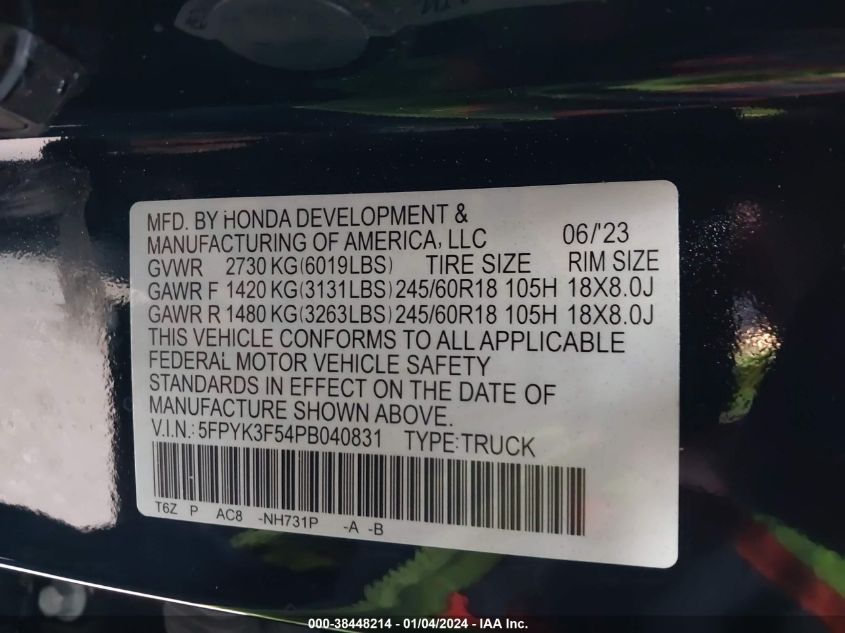 MFD. BY HONDA DEVELOPMENT &
MANUFACTURING OF AMERICA, LLC 06/'23
GVWR 2730 KG(6019LBS) TIRE SIZE RIM SIZE
GAWR F 1420 KG(3131LBS) 245/60R18 105H 18X8.0J
GAWR R 1480 KG(3263LBS) 245/60R18 105H 18X8.0J
THIS VEHICLE CONFORMS TO ALL APPLICABLE
FEDERAL MOTOR VEHICLE SAFETY
STANDARDS IN EFFECT ON THE DATE OF
MANUFACTURE SHOWN ABOVE.
V.I.N.: 5FPYK3F54PB040831 TYPE:TRUCK
T6Z P AC8 -NH731P -A -B
000-38448214 - 01/04/2024 - IAA Inc.